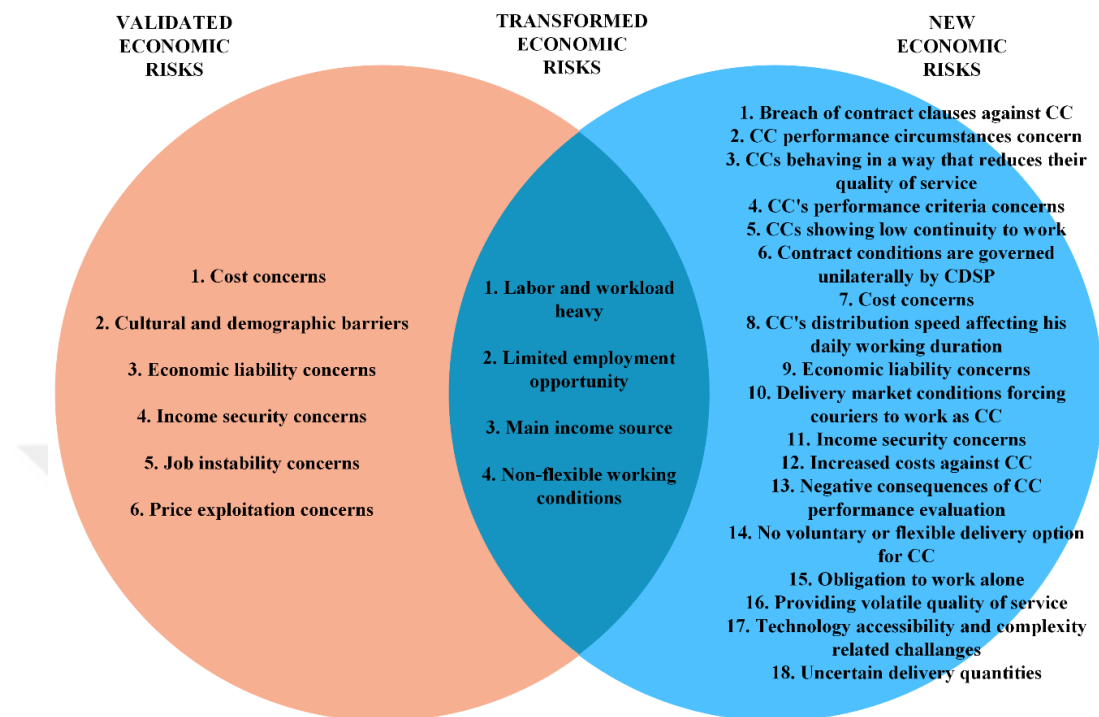 VALIDATED
ECONOMIC
RISKS
TRANSFORMED
ECONOMIC
RISKS
NEW
ECONOMIC
RISKS
1. Cost concerns
2. Cultural and demographic barriers
3. Economic liability concerns
4. Income security concerns
5. Job instability concerns
6. Price exploitation concerns
1. Labor and workload
heavy
2. Limited employment
opportunity
3. Main income source
4. Non-flexible working
conditions
1. Breach of contract clauses against CC
2. CC performance circumstances concern
3. CCs behaving in a way that reduces their
quality of service
4. CC's performance criteria concerns
5. CCs showing low continuity to work
6. Contract conditions are governed
unilaterally by CDSP
7. Cost concerns
8. CC's distribution speed affecting his
daily working duration
9. Economic liability concerns
10. Delivery market conditions forcing
couriers to work as CC
11. Income security concerns
12. Increased costs against CC
13. Negative consequences of CC
performance evaluation
14. No voluntary or flexible delivery option
for CC
15. Obligation to work alone
16. Providing volatile quality of service
17. Technology accessibility and complexity
related challanges
18. Uncertain delivery quantities